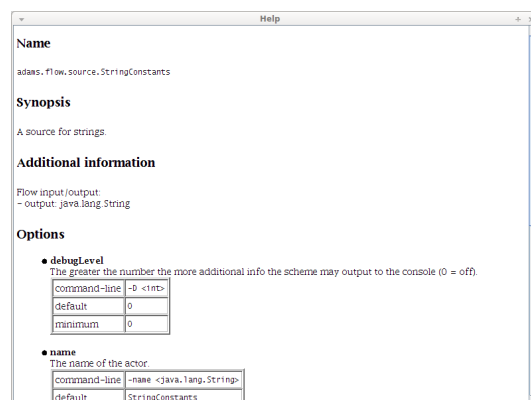 Help
Name
adams.flow.source.StringConstants
Synopsis
A source for strings.
Additional information
Flow input/output:
- output: java.lang.String
Options
debugLevel
The greater the number the more additional info the scheme may output to the console (0 = off).
command-line -D <int>
default 0
minimum 0
name
The name of the actor.
command-line -name <java.lang.String>
default StringConstants